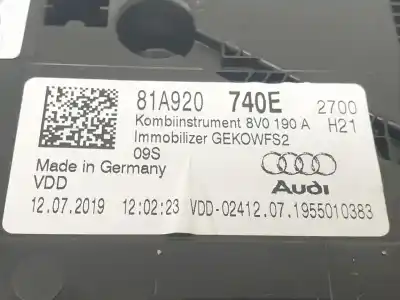 81A920 740E 2700
Kombiinstrument 8V0 190 A H21
Immobilizer GEKOWFS2
09S
Made in Germany
VDD
Audi
12.07.2019 12:02:23 VDD-02412.07.1955010383